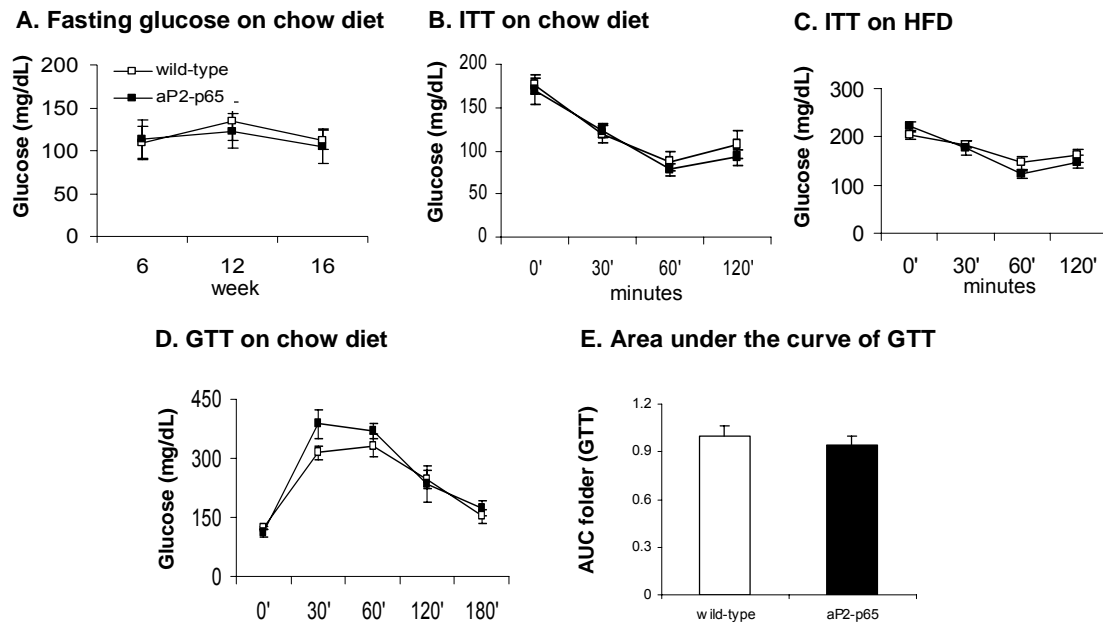 A. Fasting glucose on chow diet
Glucose (mg/dL)
200
150
100
50
0
wild-type
aP2-p65
6 12 16
week
B. ITT on chow diet
Glucose (mg/dL)
200
150
100
50
0
0' 30' 60' 120'
minutes
C. ITT on HFD
Glucose (mg/dL)
300
200
100
0
0' 30' 60' 120'
minutes
D. GTT on chow diet
Glucose (mg/dL)
450
300
150
0
0' 30' 60' 120' 180'
E. Area under the curve of GTT
AUC folder (GTT)
1.2
0.9
0.6
0.3
0
wild-type aP2-p65